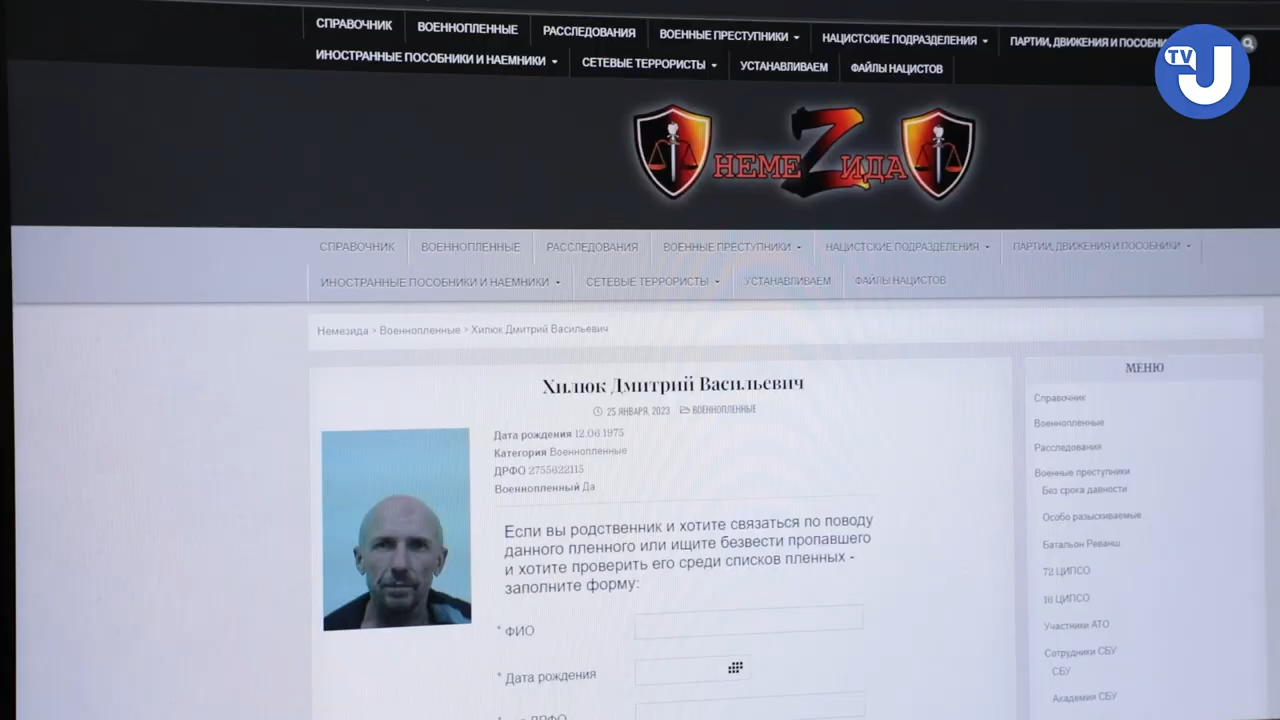 СПРАВОЧНИК ВОЕННОПЛЕННЫЕ РАССЛЕДОВАНИЯ ВОЕННЫЕ ПРЕСТУПНИКИ НАЦИСТСКИЕ ПОДРАЗДЕЛЕНИЯ ПАРТИИ, ДВИЖЕНИЯ И
ИНОСТРАННЫЕ ПОСОБНИКИ И НАЕМНИКИ СЕТЕВЫЕ ТЕРРОРИСТЫ УСТАНАВЛИВАЕМ ФАЙЛЫ НАЦИСТОВ
TV J
НЕМЕZИДА
СПРАВОЧНИК ВОЕННОПЛЕННЫЕ РАССЛЕДОВАНИЯ ВОЕННЫЕ ПРЕСТУПНИКИ НАЦИСТСКИЕ ПОДРАЗДЕЛЕНИЯ ПАРТИИ, ДВИЖЕНИЯ И ПОСОБНИКИ
ИНОСТРАННЫЕ ПОСОБНИКИ И НАЕМНИКИ СЕТЕВЫЕ ТЕРРОРИСТЫ УСТАНАВЛИВАЕМ ФАЙЛЫ НАЦИСТОВ
Немезида > Военнопленные > Хилюк Дмитрий Васильевич
Хилюк Дмитрий Васильевич
25 ЯНВАРЯ, 2023 ВОЕННОПЛЕННЫЕ
Дата рождения 12.06.1975
Категория Военнопленные
ДРФО 2755622115
Военнопленный Да
Если вы родственник и хотите связаться по поводу
данного пленного или ищите безвести пропавшего
и хотите проверить его среди списков пленных -
заполните форму:
* ФИО
* Дата рождения
МЕНЮ
Справочник
Военнопленные
Расследования
Военные преступники
Без срока давности
Особо разыскиваемые
Батальон Реванш
72 ЦИПСО
16 ЦИПСО
Участники АТО
Сотрудники СБУ
СБУ
Академия СБУ